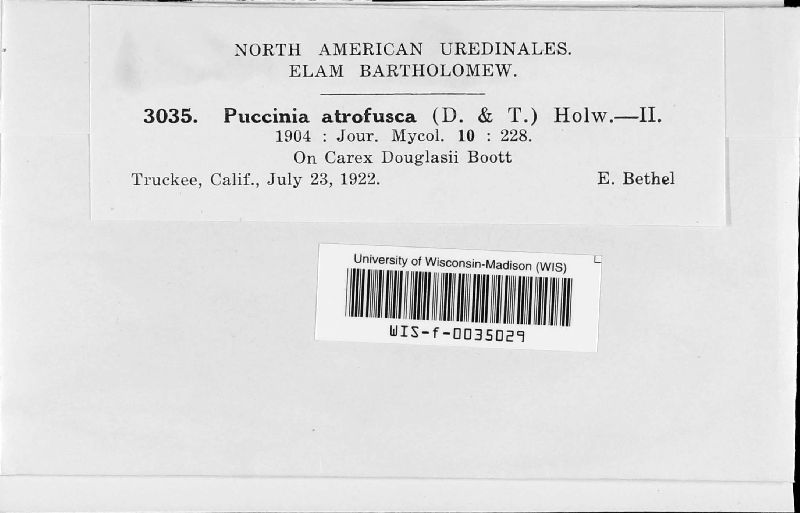 NORTH AMERICAN UREDINALES.
ELAM BARTHOLOMEW.
3035. Puccinia atrofusca (D. & T.) Holw.—II.
1904 : Jour. Mycol. 10 : 228.
On Carex Douglasii Boott
Truckee, Calif., July 23, 1922. E. Bethel
University of Wisconsin-Madison (WIS)
WIS-f-0035029